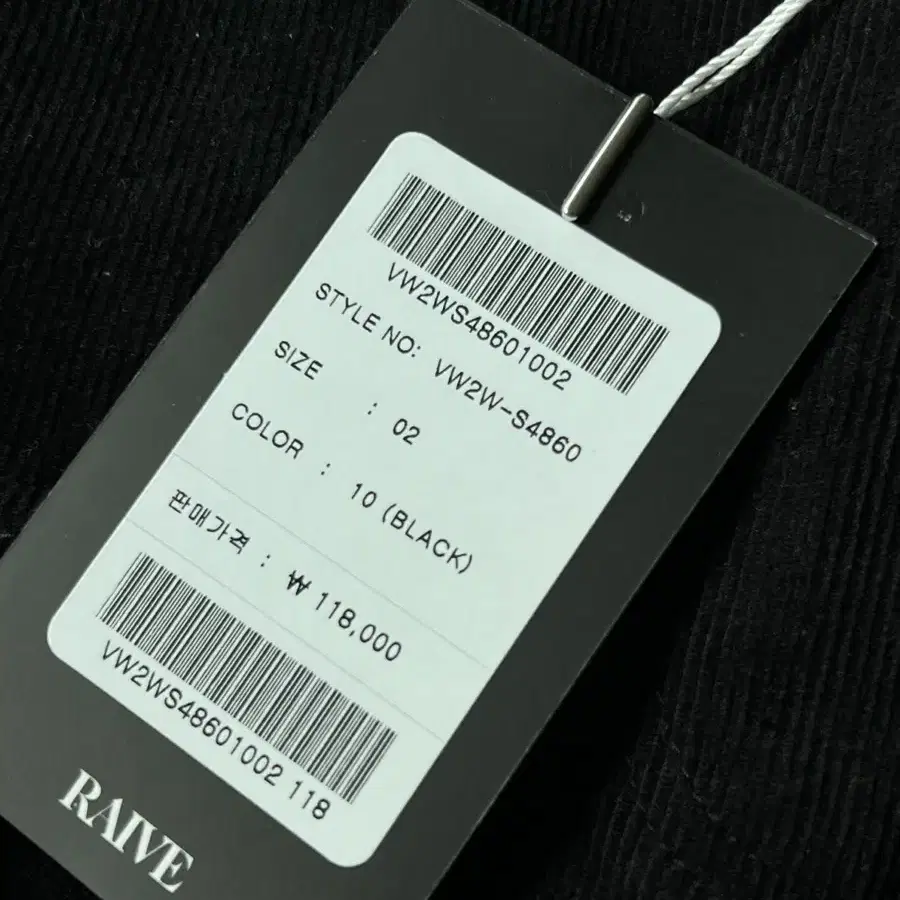 VW2WS48601002
STYLE NO: VW2W-S4860
SIZE : 02
COLOR : 10 (BLACK)
판매가격 : ₩ 118,000
VW2WS48601002 118
RAIVE